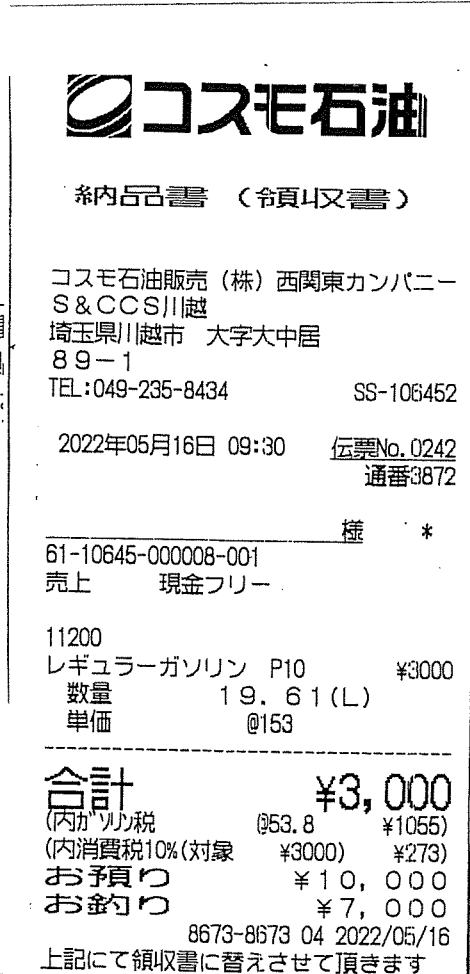 コスモ石油
納品書（領収書）
コスモ石油販売（株）西関東カンパニー
S&CCS川越
埼玉県川越市 大字大中居
89-1
TEL:049-235-8434 SS-106452
2022年05月16日 09:30 伝票No.0242
通番3872
様 *
61-10645-000008-001
売上 現金フリー
11200
レギュラーガソリン P10 ¥3000
数量 19.61(L)
単価 @153
合計 ¥3,000
(内ｶﾞｿﾘﾝ税 @53.8 ¥1055)
(内消費税10%(対象 ¥3000) ¥273)
お預り ¥10,000
お釣り ¥7,000
8673-8673 04 2022/05/16
上記にて領収書に替えさせて頂きます